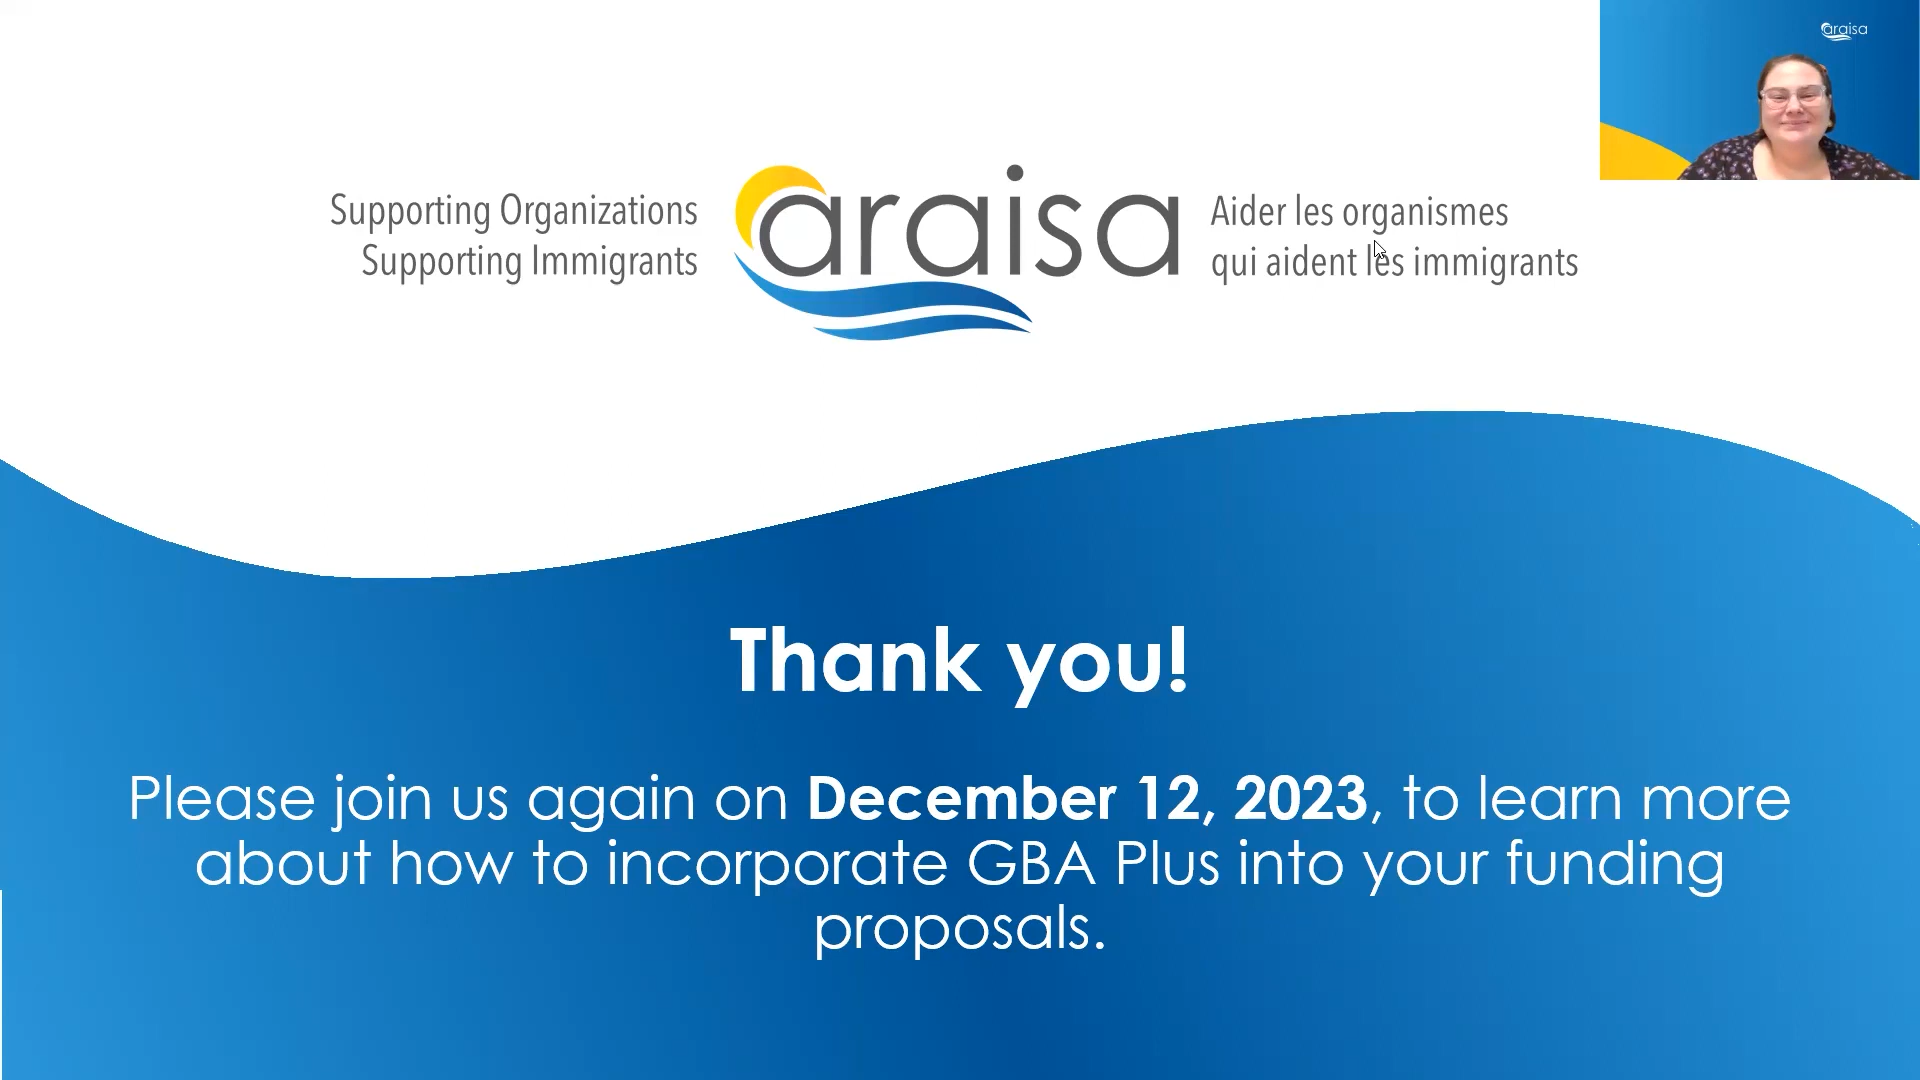 araisa
Supporting Organizations
Supporting Immigrants
araisa
Aider les organismes
qui aident les immigrants
Thank you!
Please join us again on December 12, 2023, to learn more
about how to incorporate GBA Plus into your funding
proposals.